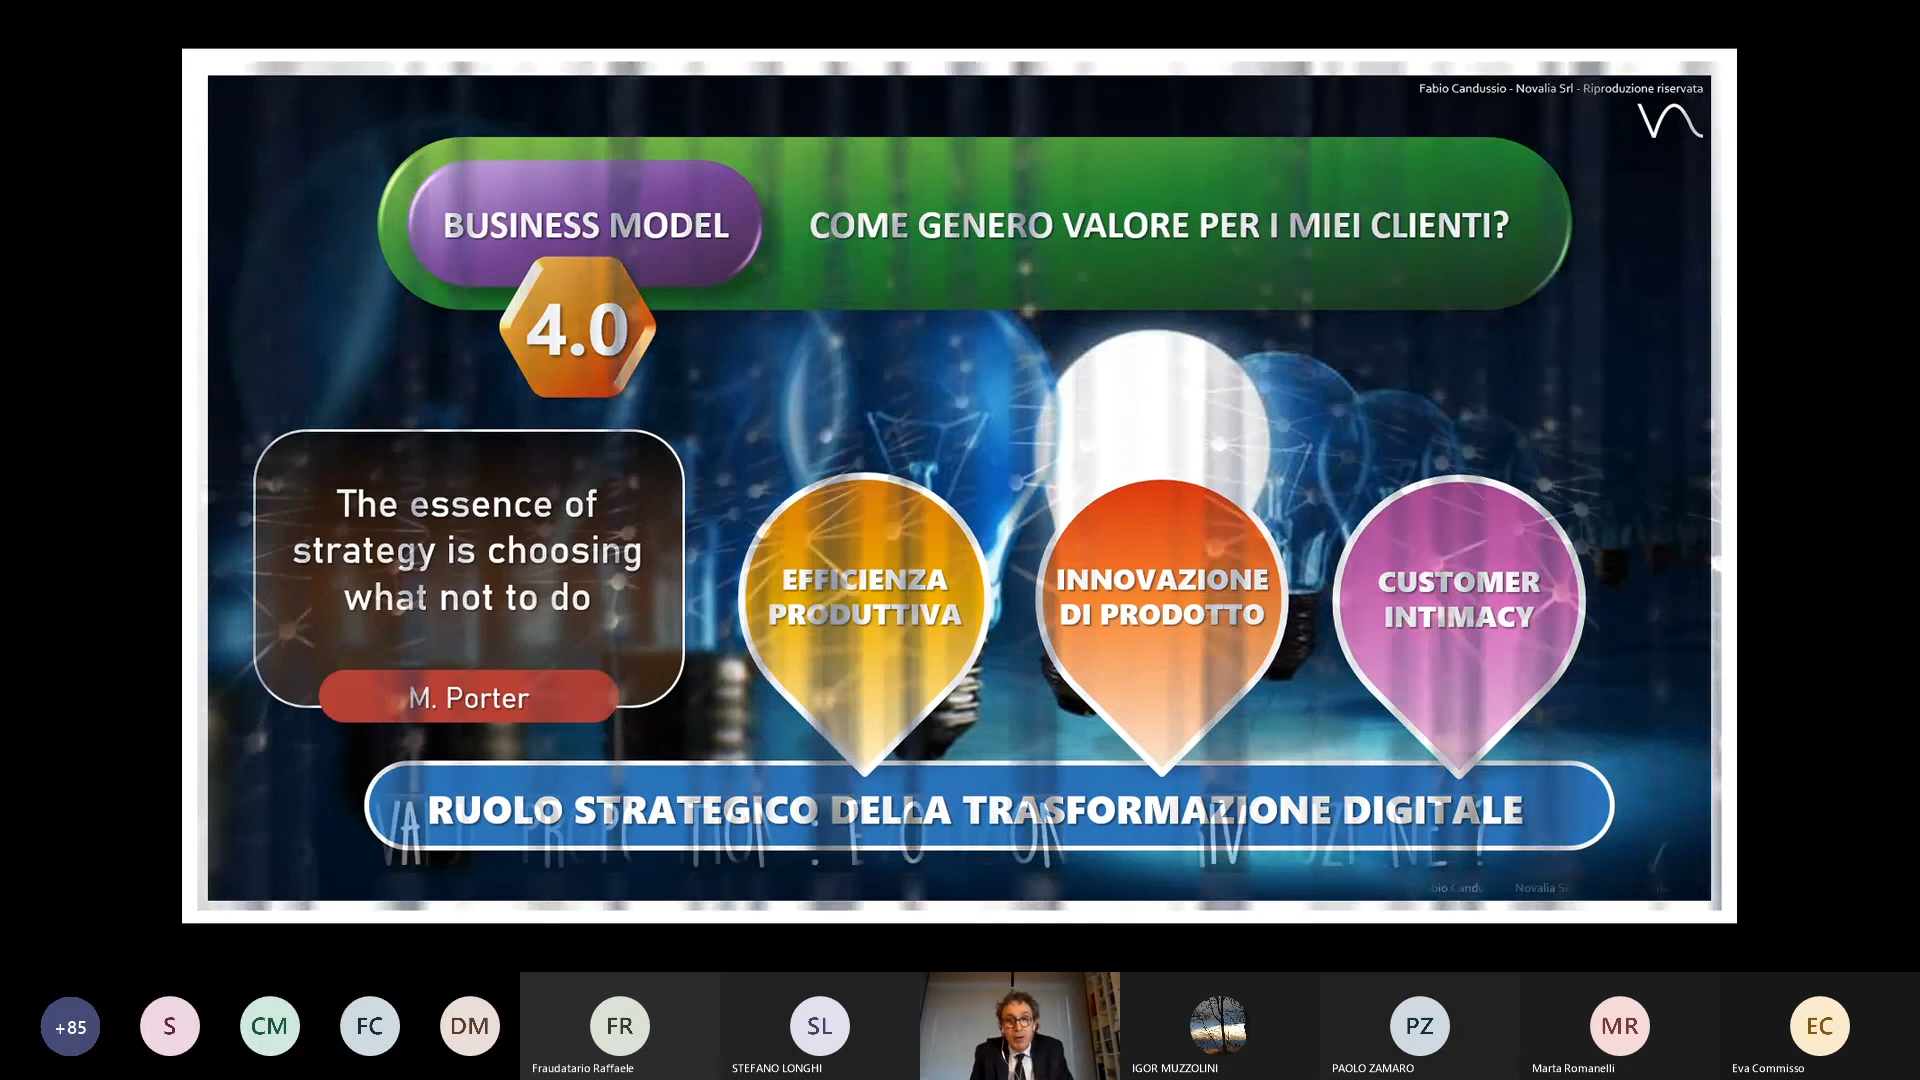 Fabio Candussio - Novalia Srl - Riproduzione riservata
BUSINESS MODEL
COME GENERO VALORE PER I MIEI CLIENTI?
4.0
The essence of
strategy is choosing
what not to do
M. Porter
EFFICIENZA
PRODUTTIVA
INNOVAZIONE
DI PRODOTTO
CUSTOMER
INTIMACY
RUOLO STRATEGICO DELLA TRASFORMAZIONE DIGITALE
+85
S
CM
FC
DM
FR
SL
PZ
MR
EC
Fraudatario Raffaele
STEFANO LONGHI
IGOR MUZZOLINI
PAOLO ZAMARO
Marta Romanelli
Eva Commisso